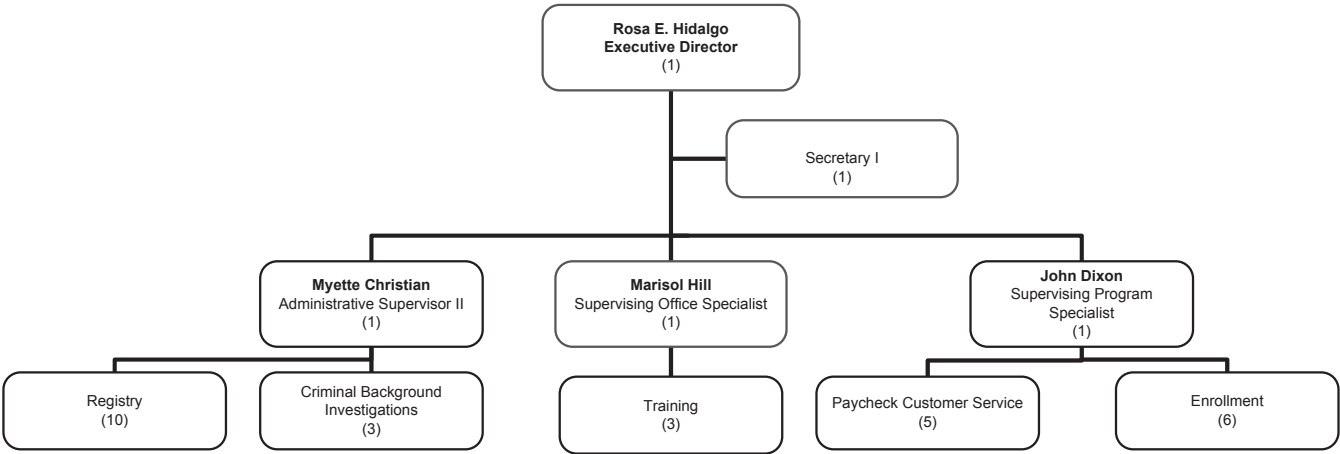 Rosa E. Hidalgo
Executive Director
(1)
Secretary I
(1)
Myette Christian
Administrative Supervisor II
(1)
Marisol Hill
Supervising Office Specialist
(1)
John Dixon
Supervising Program
Specialist
(1)
Registry
(10)
Criminal Background
Investigations
(3)
Training
(3)
Paycheck Customer Service
(5)
Enrollment
(6)